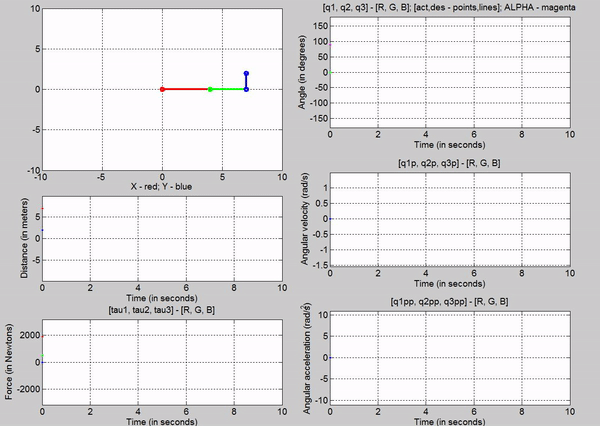 10
5
0
-5
-10
-10 -5 0 5 10
X - red; Y - blue
Distance (in meters)
5
0
-5
0 2 4 6 8 10
Time (in seconds)
[tau1, tau2, tau3] - [R, G, B]
Force (in Newtons)
2000
0
-2000
0 2 4 6 8 10
Time (in seconds)
[q1, q2, q3] - [R, G, B]; [act,des - points,lines]; ALPHA - magenta
Angle (in degrees)
150
100
50
0
-50
-100
-150
0 2 4 6 8 10
Time (in seconds)
[q1p, q2p, q3p] - [R, G, B]
Angular velocity (rad/s)
1
0.5
0
-0.5
-1
-1.5
0 2 4 6 8 10
Time (in seconds)
[q1pp, q2pp, q3pp] - [R, G, B]
Angular acceleration (rad/s)
10
5
0
-5
-10
0 2 4 6 8 10
Time (in seconds)